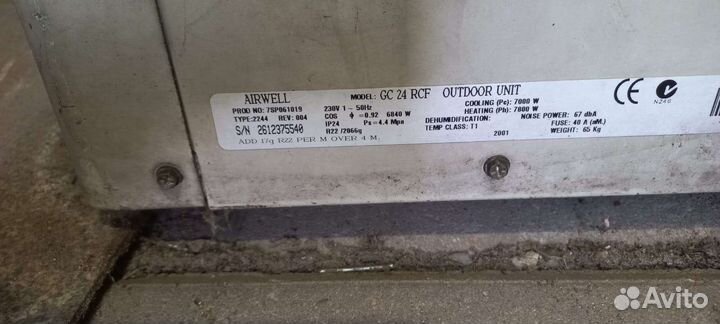 AIRWELL MODEL: GC 24 RCF OUTDOOR UNIT
PROD NO: 7SP061019 230V 1~ 50Hz COOLING (Pc): 7000 W
TYPE:2244 REV: 004 COS ϕ =0.92 6840 W HEATING (Ph): 7800 W
S/N 2612375540 IP24 Ps=4.4 Mpa DEHUMIDIFICATION: NOISE POWER: 67 dbA
R22 /2066g TEMP CLASS: T1 FUSE: 40 A (aM.)
ADD 17g R22 PER M OVER 4 M. 2001 WEIGHT: 65 Kg
CE
N246
Avito